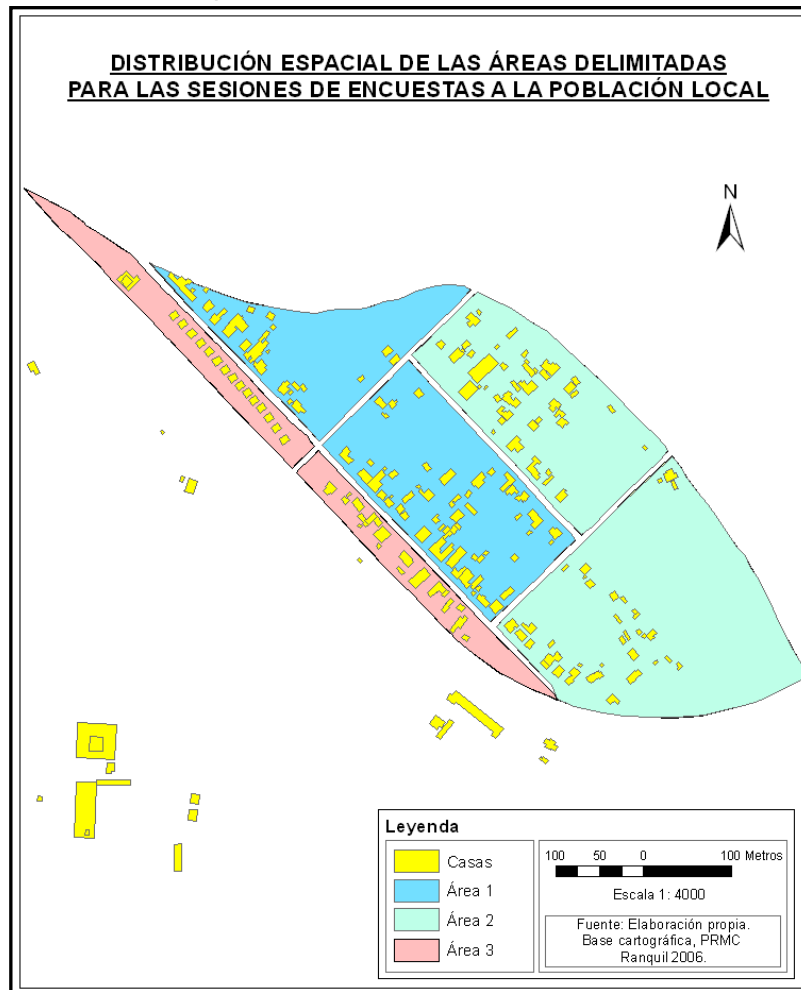 DISTRIBUCIÓN ESPACIAL DE LAS ÁREAS DELIMITADAS
PARA LAS SESIONES DE ENCUESTAS A LA POBLACIÓN LOCAL
N
Leyenda
Casas
Área 1
Área 2
Área 3
100 50 0 100 Metros
Escala 1: 4000
Fuente: Elaboración propia.
Base cartográfica, PRMC
Ranquil 2006.